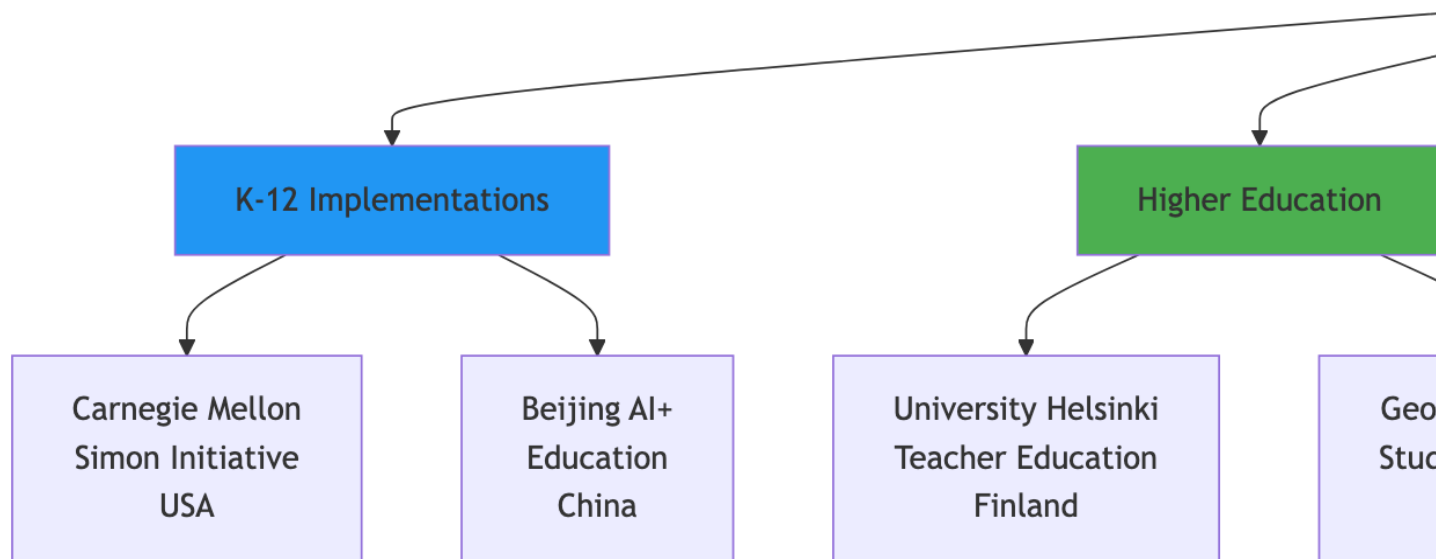 K-12 Implementations
Higher Education
Carnegie Mellon
Simon Initiative
USA
Beijing AI+
Education
China
University Helsinki
Teacher Education
Finland